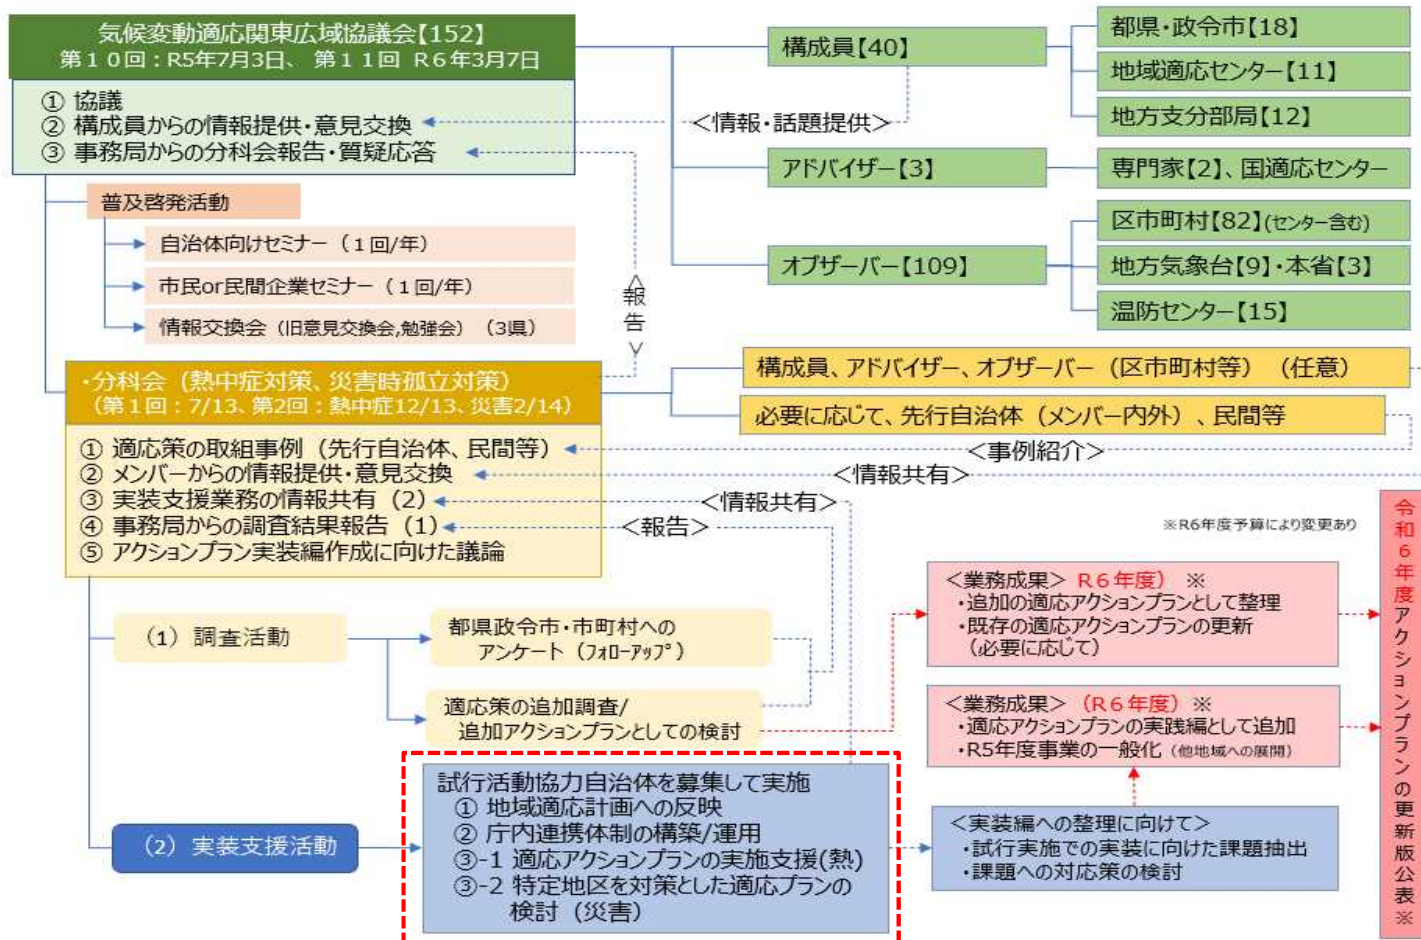 気候変動適応関東広域協議会【152】
第10回：R5年7月3日、 第11回 R6年3月7日
① 協議
② 構成員からの情報提供・意見交換
③ 事務局からの分科会報告・質疑応答
＜情報・話題提供＞
構成員【40】
都県・政令市【18】
地域適応センター【11】
地方支分部局【12】
アドバイザー【3】
専門家【2】、国適応センター
オブザーバー【109】
区市町村【82】(センター含む)
地方気象台【9】・本省【3】
温防センター【15】
普及啓発活動
自治体向けセミナー（１回/年）
市民or民間企業セミナー（１回/年）
情報交換会（旧意見交換会,勉強会）（3県）
＜報告＞
・分科会（熱中症対策、災害時孤立対策）
（第１回：7/13、第2回：熱中症12/13、災害2/14）
① 適応策の取組事例（先行自治体、民間等）
② メンバーからの情報提供・意見交換
③ 実装支援業務の情報共有（2）
④ 事務局からの調査結果報告（1）
⑤ アクションプラン実装編作成に向けた議論
構成員、アドバイザー、オブザーバー（区市町村等）（任意）
必要に応じて、先行自治体（メンバー内外）、民間等
＜事例紹介＞
＜情報共有＞
＜情報共有＞
＜報告＞
※R6年度予算により変更あり
（1）調査活動
都県政令市・市町村への
アンケート（ﾌｫﾛｰｱｯﾌﾟ）
適応策の追加調査/
追加アクションプランとしての検討
＜業務成果＞ R６年度） ※
・追加の適応アクションプランとして整理
・既存の適応アクションプランの更新
（必要に応じて）
＜業務成果＞（R６年度）※
・適応アクションプランの実践編として追加
・R5年度事業の一般化（他地域への展開）
（2）実装支援活動
試行活動協力自治体を募集して実施
① 地域適応計画への反映
② 庁内連携体制の構築/運用
③-1 適応アクションプランの実施支援(熱)
③-2 特定地区を対策とした適応プランの
検討（災害）
＜実装編への整理に向けて＞
・試行実施での実装に向けた課題抽出
・課題への対応策の検討
令和６年度アクションプランの更新版公表※